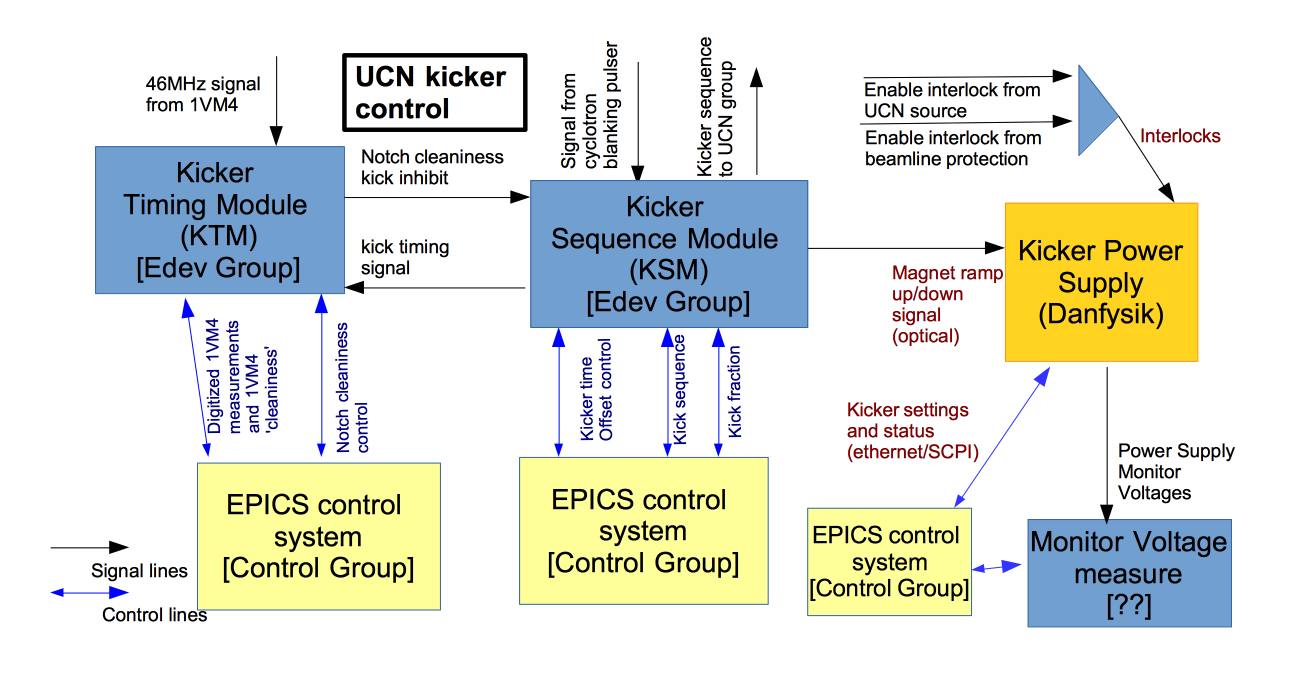 46MHz signal
from 1VM4
UCN kicker
control
Signal from
cyclotron
blanking pulser
Kicker sequence
to UCN group
Enable interlock from
UCN source
Enable interlock from
beamline protection
Interlocks
Kicker
Timing Module
(KTM)
[Edev Group]
Notch cleaniness
kick inhibit
kick timing
signal
Kicker
Sequence Module
(KSM)
[Edev Group]
Magnet ramp
up/down
signal
(optical)
Kicker Power
Supply
(Danfysik)
Digitized 1VM4
measurements
and 1VM4
'cleaniness'
Notch cleaniness
control
Kicker time
Offset control
Kick sequence
Kick fraction
Kicker settings
and status
(ethernet/SCPI)
Power Supply
Monitor
Voltages
EPICS control
system
[Control Group]
EPICS control
system
[Control Group]
EPICS control
system
[Control Group]
Monitor Voltage
measure
[??]
Signal lines
Control lines